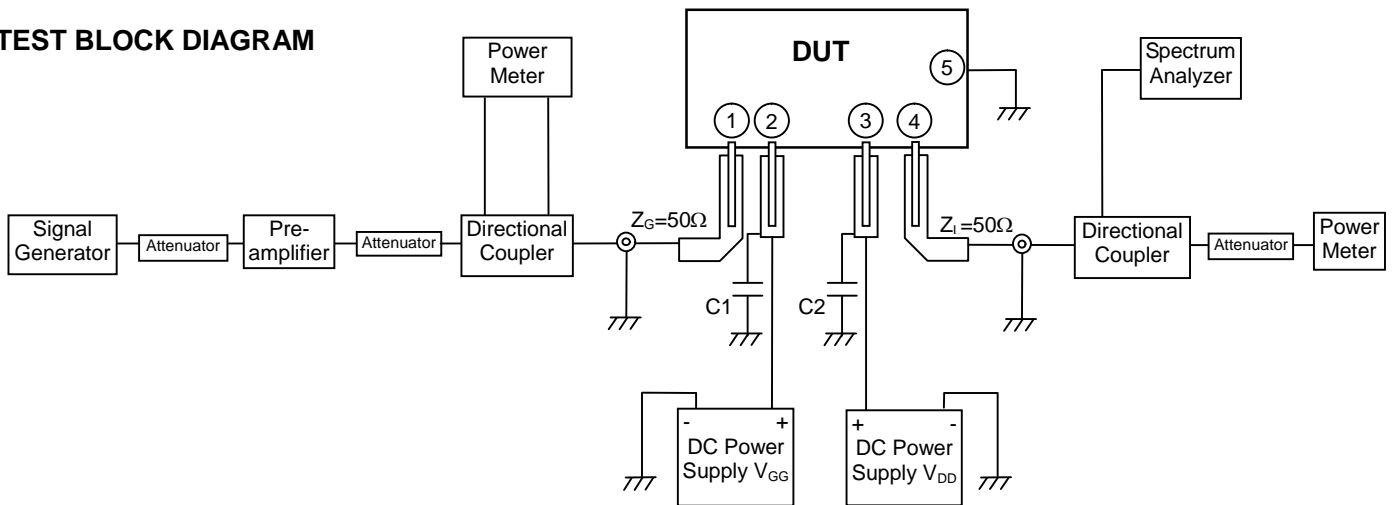 TEST BLOCK DIAGRAM
Power
Meter
DUT
5
Spectrum
Analyzer
1
2
3
4
Signal
Generator
Attenuator
Pre-
amplifier
Attenuator
Directional
Coupler
ZG=50Ω
ZL=50Ω
Directional
Coupler
Attenuator
Power
Meter
C1
C2
- +
DC Power
Supply VGG
+ -
DC Power
Supply VDD